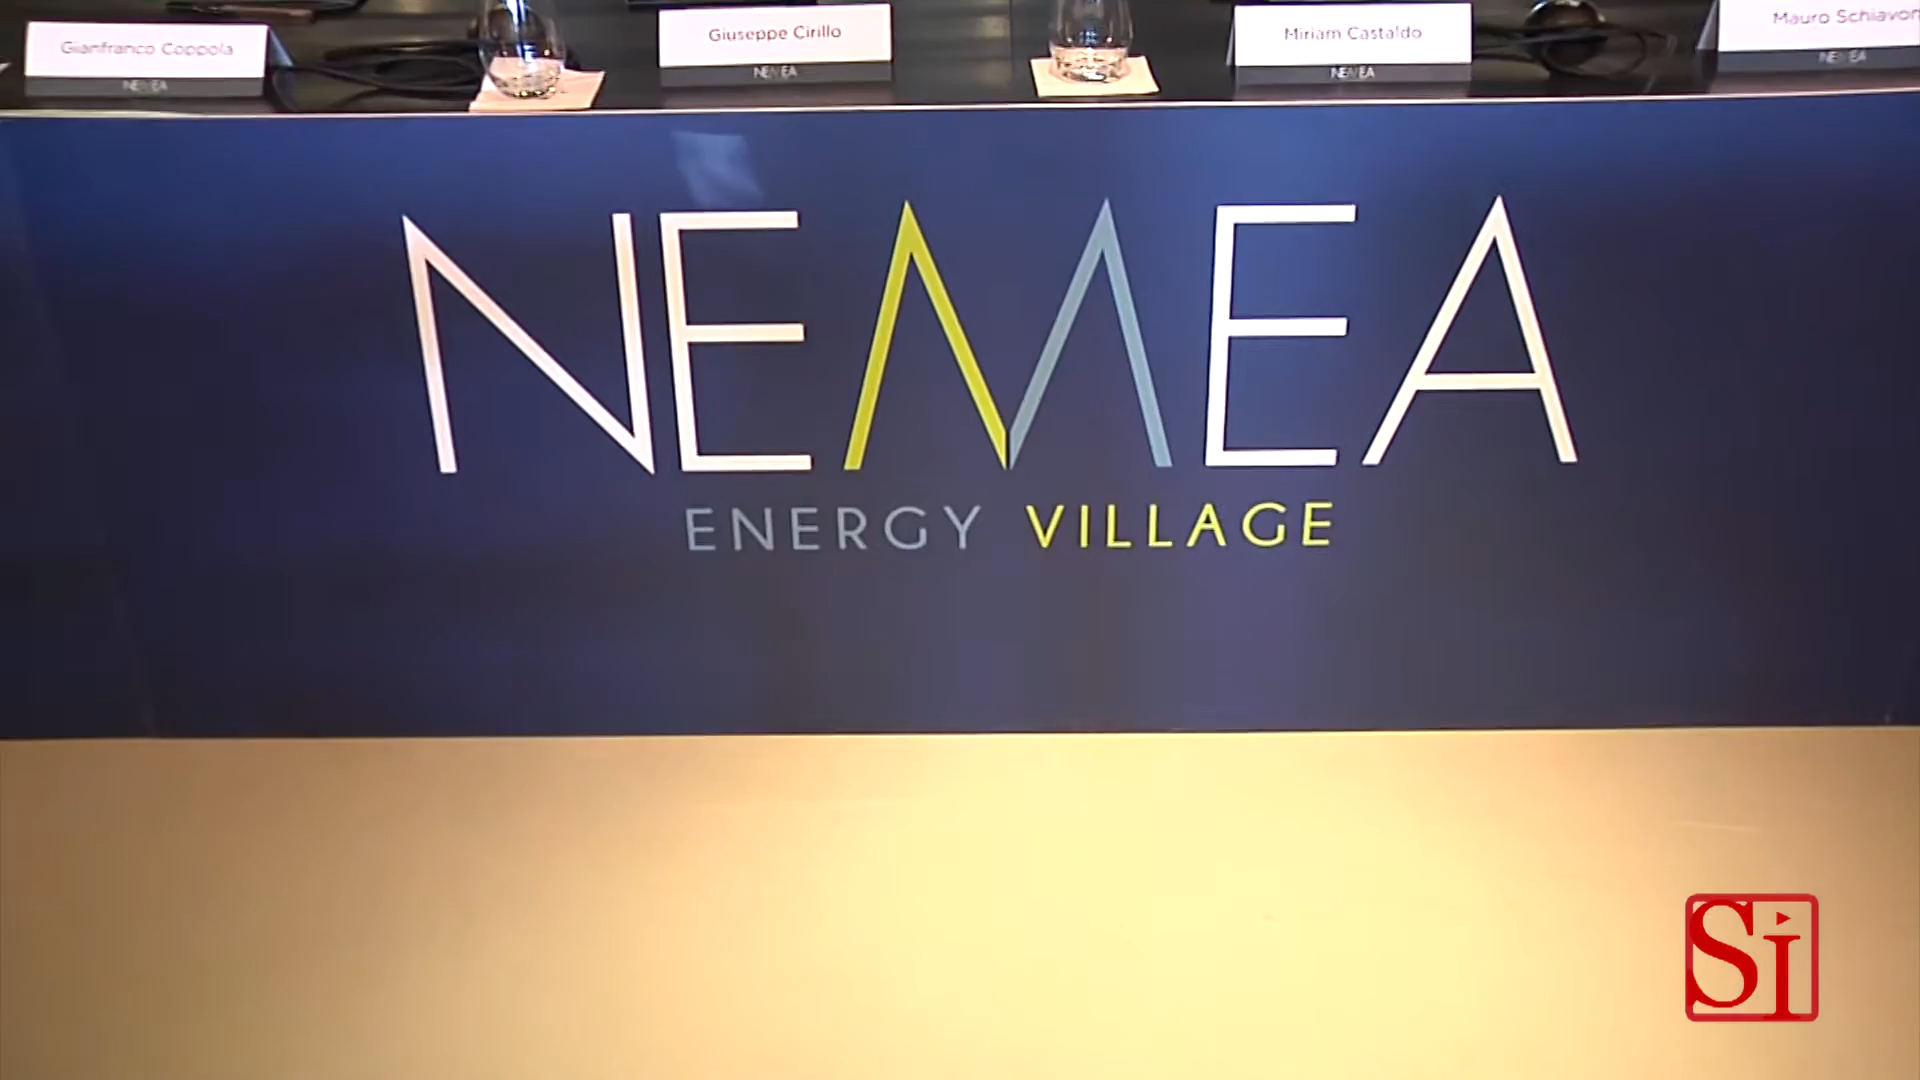 Gianfranco Coppola
Giuseppe Cirillo
Miriam Castaldo
Mauro Schiavon
NEMEA
NEMEA
NEMEA
NEMEA
NEMEA
ENERGY VILLAGE
Si